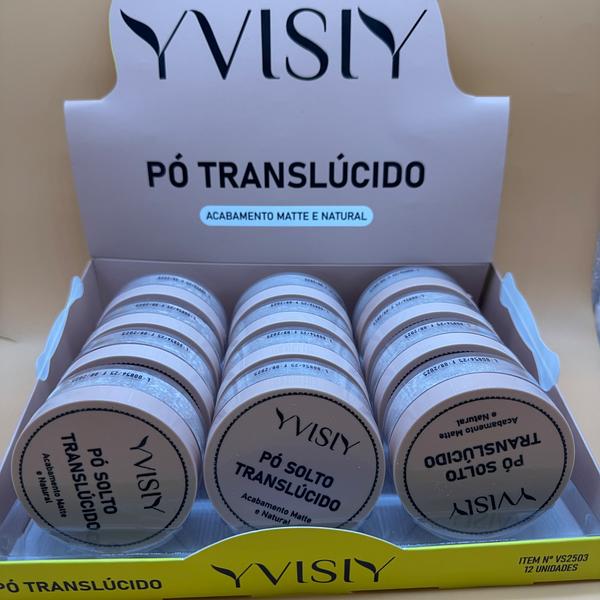 YVISIY
PÓ TRANSLÚCIDO
ACABAMENTO MATTE E NATURAL
YVISIY
PÓ SOLTO
TRANSLÚCIDO
Acabamento Matte
e Natural
YVISIY
PÓ SOLTO
TRANSLÚCIDO
Acabamento Matte
e Natural
YVISIY
PÓ SOLTO
TRANSLÚCIDO
Acabamento Matte
e Natural
PÓ TRANSLÚCIDO
YVISIY
ITEM Nº VS2503
12 UNIDADES